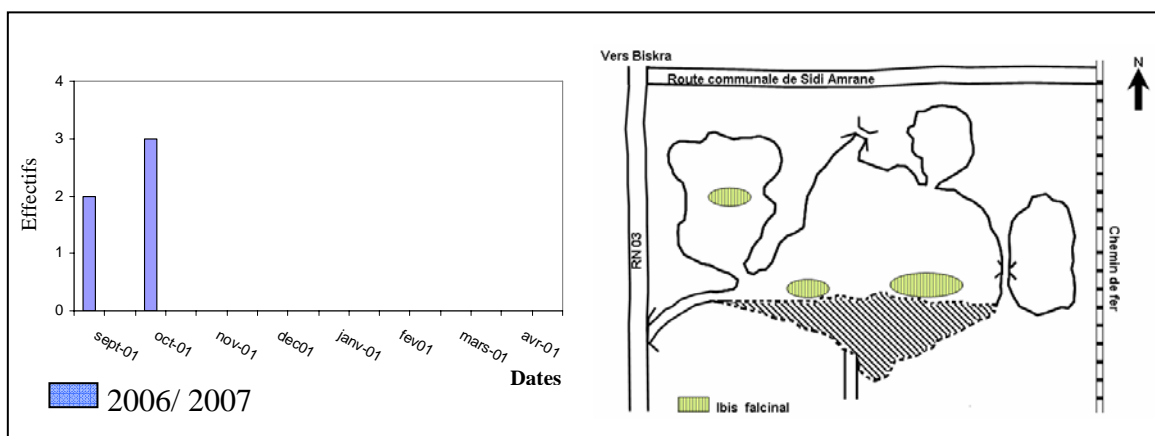 4
3
2
1
0
Effectifs
sept-01
oct-01
nov-01
dec01
janv-01
fev01
mars-01
avr-01
Dates
2006/ 2007
Vers Biskra
N
Route communale de Sidi Amrane
RN 03
Chemin de fer
Ibis falcinal